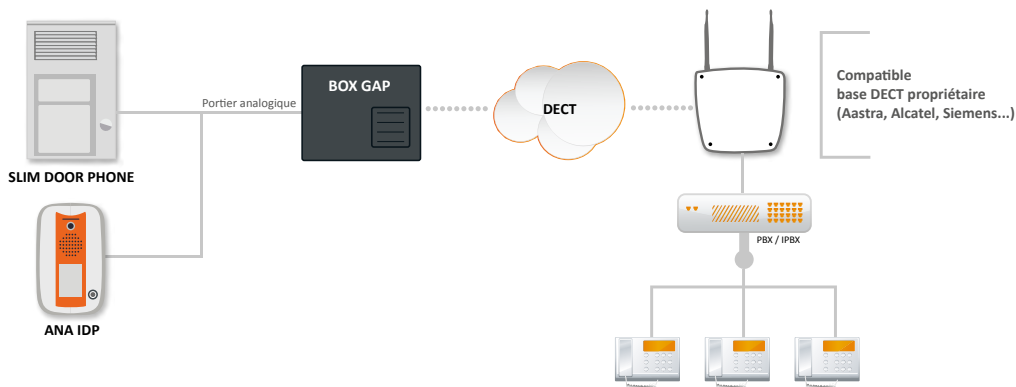 SLIM DOOR PHONE
ANA IDP
Portier analogique
BOX GAP
DECT
Compatible
base DECT propriétaire
(Aastra, Alcatel, Siemens...)
PBX / IPBX